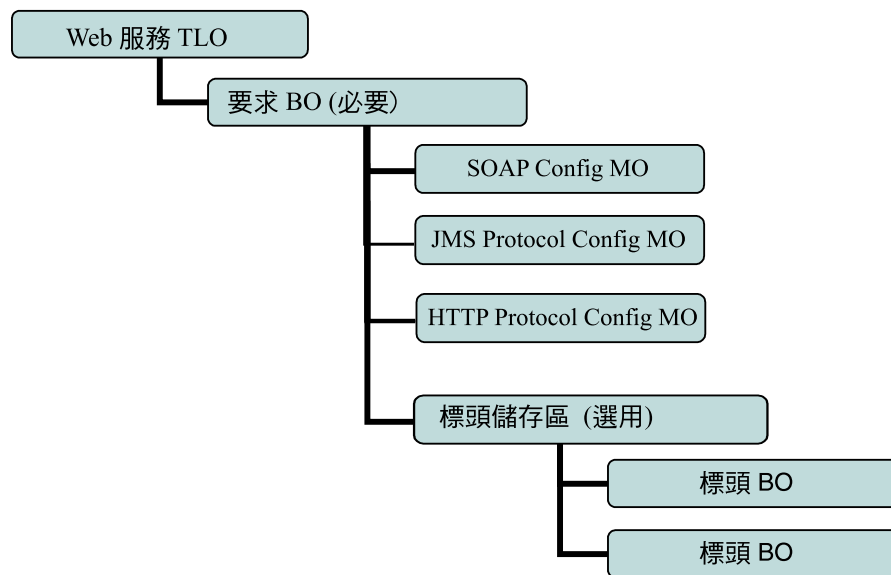 Web 服務 TLO
要求 BO (必要)
SOAP Config MO
JMS Protocol Config MO
HTTP Protocol Config MO
標頭儲存區 (選用)
標頭 BO
標頭 BO